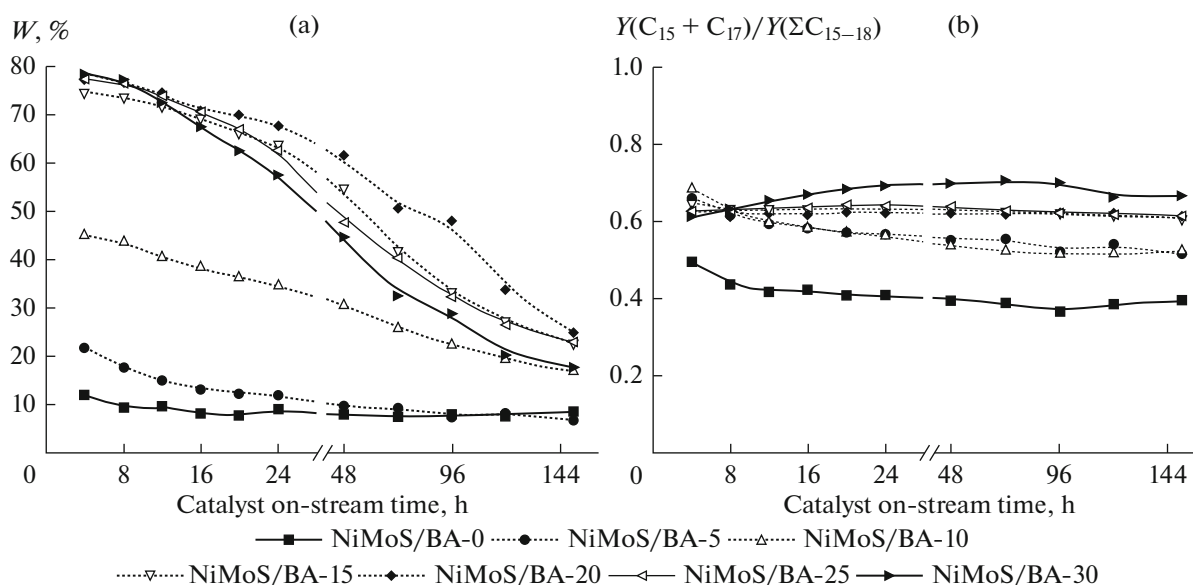 W, % (a) Y(C15 + C17)/Y(ΣC15–18) (b)
80 1.0
70
60 0.8
50
0.6
40
30 0.4
20
0.2
10
0 8 16 24 48 96 144 0 8 16 24 48 96 144
Catalyst on-stream time, h Catalyst on-stream time, h
NiMoS/BA-0 NiMoS/BA-5 NiMoS/BA-10
NiMoS/BA-15 NiMoS/BA-20 NiMoS/BA-25 NiMoS/BA-30